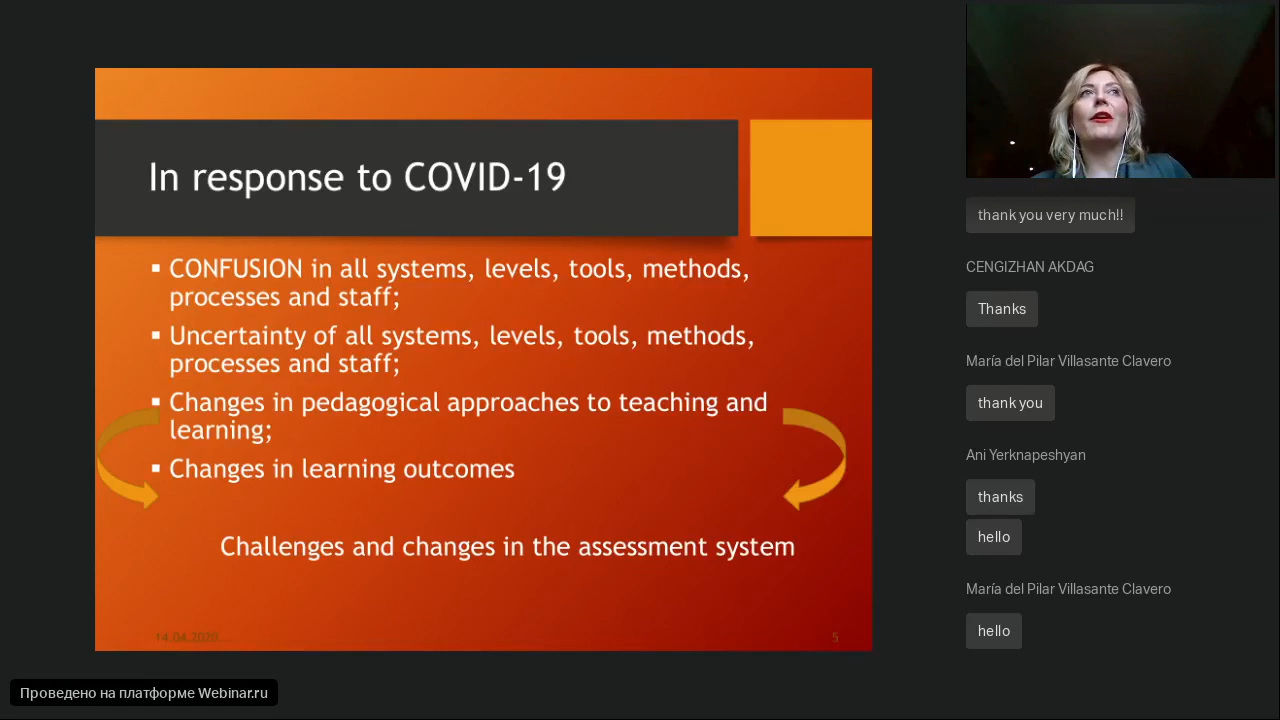 In response to COVID-19
▪ CONFUSION in all systems, levels, tools, methods,
processes and staff;
▪ Uncertainty of all systems, levels, tools, methods,
processes and staff;
▪ Changes in pedagogical approaches to teaching and
learning;
▪ Changes in learning outcomes
Challenges and changes in the assessment system
14.04.2020
5
thank you very much!!
CENGIZHAN AKDAG
Thanks
María del Pilar Villasante Clavero
thank you
Ani Yerknapeshyan
thanks
hello
María del Pilar Villasante Clavero
hello
Проведено на платформе Webinar.ru